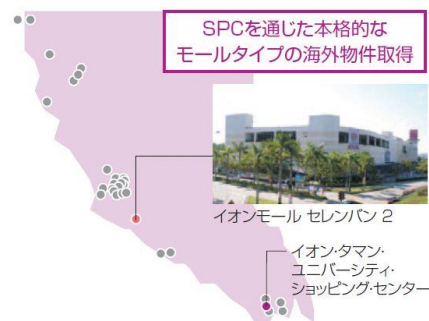 SPCを通じた本格的な
モールタイプの海外物件取得
イオンモール セレンバン 2
イオン・タマン・
ユニバーシティ・
ショッピング・センター